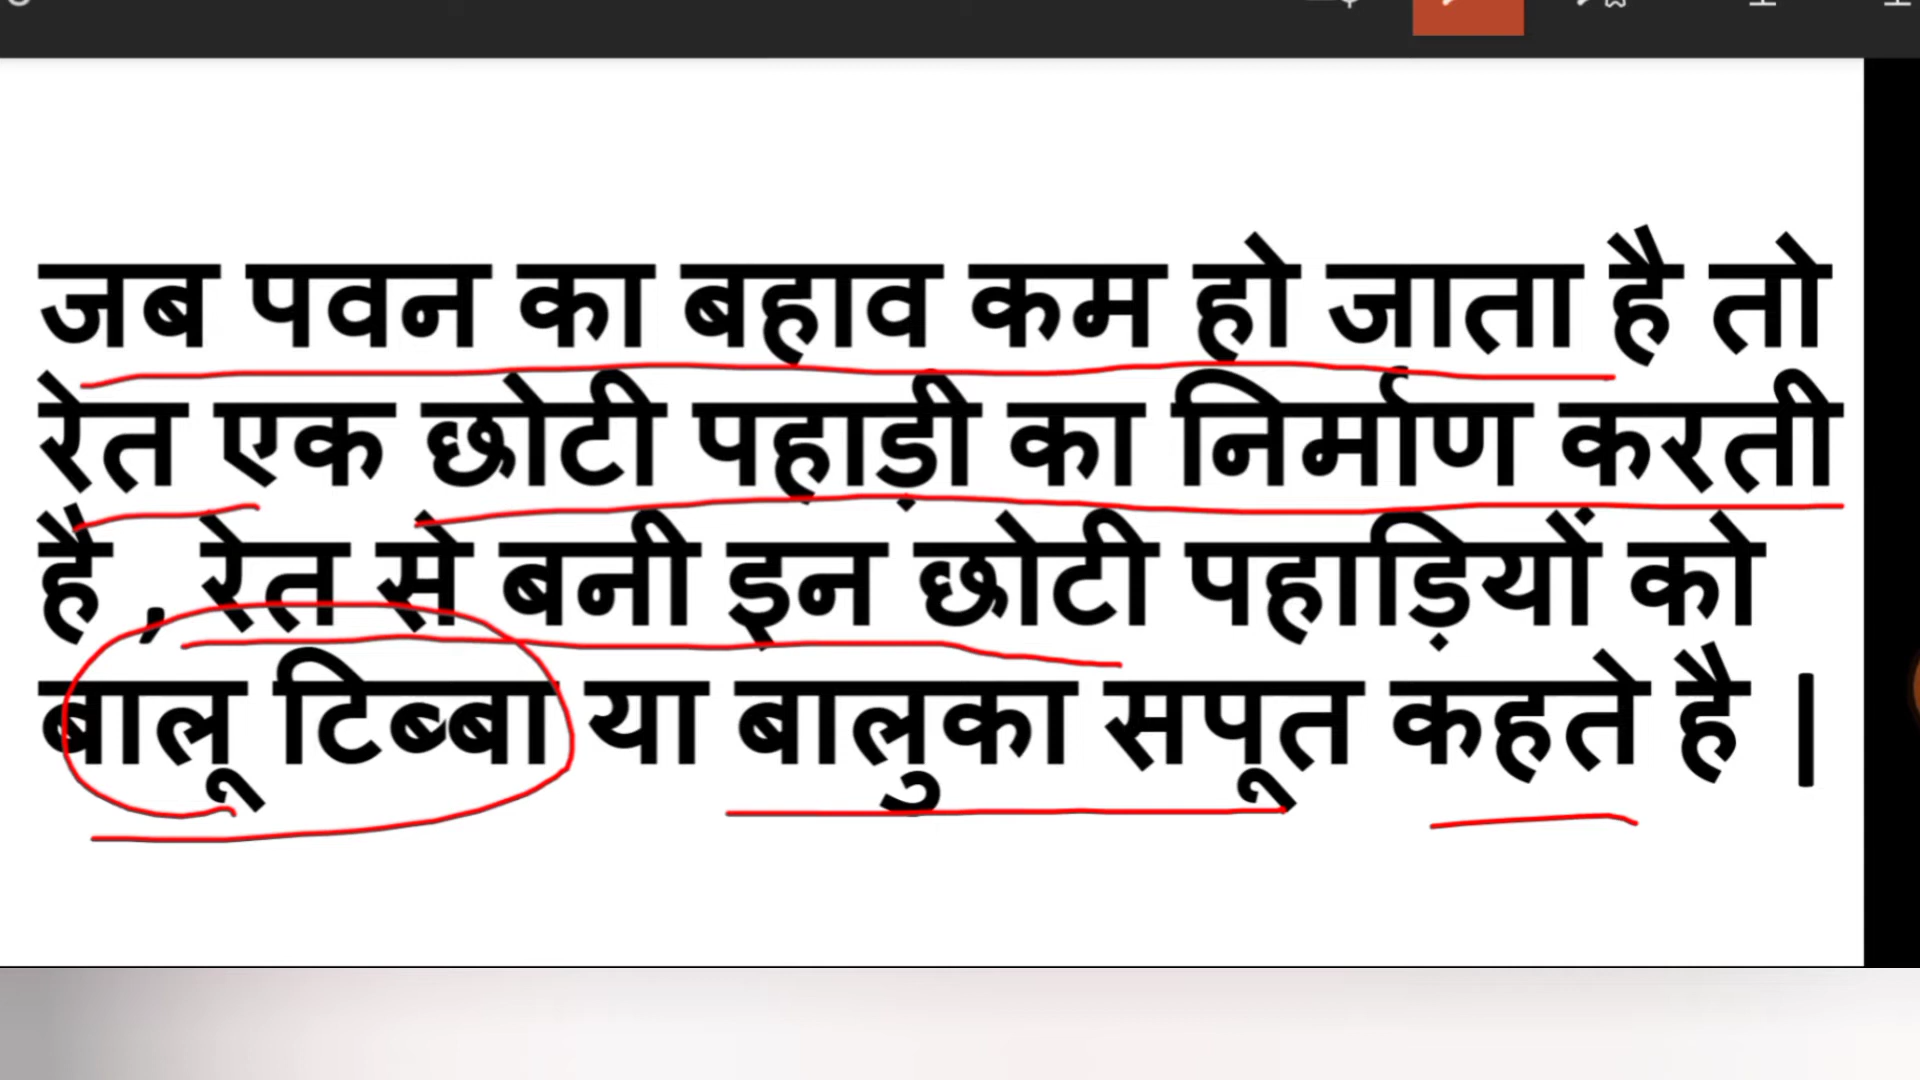 जब पवन का बहाव कम हो जाता है तो
रेत एक छोटी पहाड़ी का निर्माण करती
है , रेत से बनी इन छोटी पहाड़ियों को
बालू टिब्बा या बालुका सपूत कहते है |